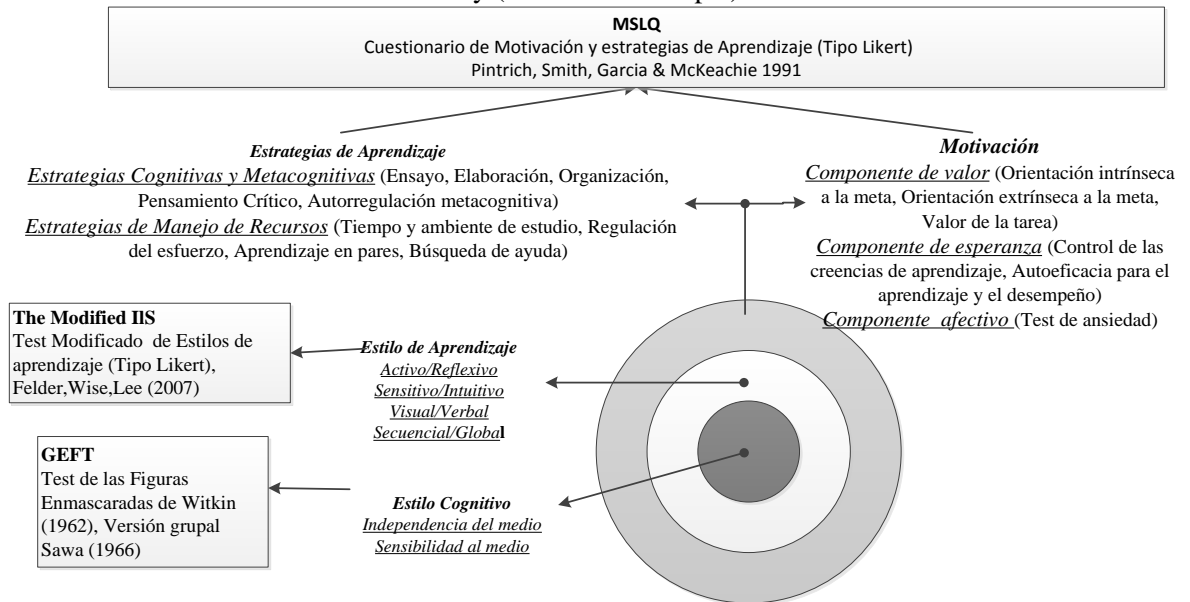 MSLQ
Cuestionario de Motivación y estrategias de Aprendizaje (Tipo Likert)
Pintrich, Smith, Garcia & McKeachie 1991
Estrategias de Aprendizaje
Estrategias Cognitivas y Metacognitivas (Ensayo, Elaboración, Organización,
Pensamiento Crítico, Autorregulación metacognitiva)
Estrategias de Manejo de Recursos (Tiempo y ambiente de estudio, Regulación
del esfuerzo, Aprendizaje en pares, Búsqueda de ayuda)
Motivación
Componente de valor (Orientación intrínseca
a la meta, Orientación extrínseca a la meta,
Valor de la tarea)
Componente de esperanza (Control de las
creencias de aprendizaje, Autoeficacia para el
aprendizaje y el desempeño)
Componente afectivo (Test de ansiedad)
The Modified IlS
Test Modificado de Estilos de
aprendizaje (Tipo Likert),
Felder,Wise,Lee (2007)
Estilo de Aprendizaje
Activo/Reflexivo
Sensitivo/Intuitivo
Visual/Verbal
Secuencial/Global
GEFT
Test de las Figuras
Enmascaradas de Witkin
(1962), Versión grupal
Sawa (1966)
Estilo Cognitivo
Independencia del medio
Sensibilidad al medio